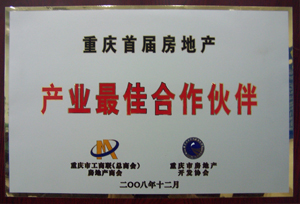 重庆首届房地产
产业最佳合作伙伴
重庆市工商联(总商会)
房地产商会
重庆市房地产
开发协会
二〇〇八年十二月